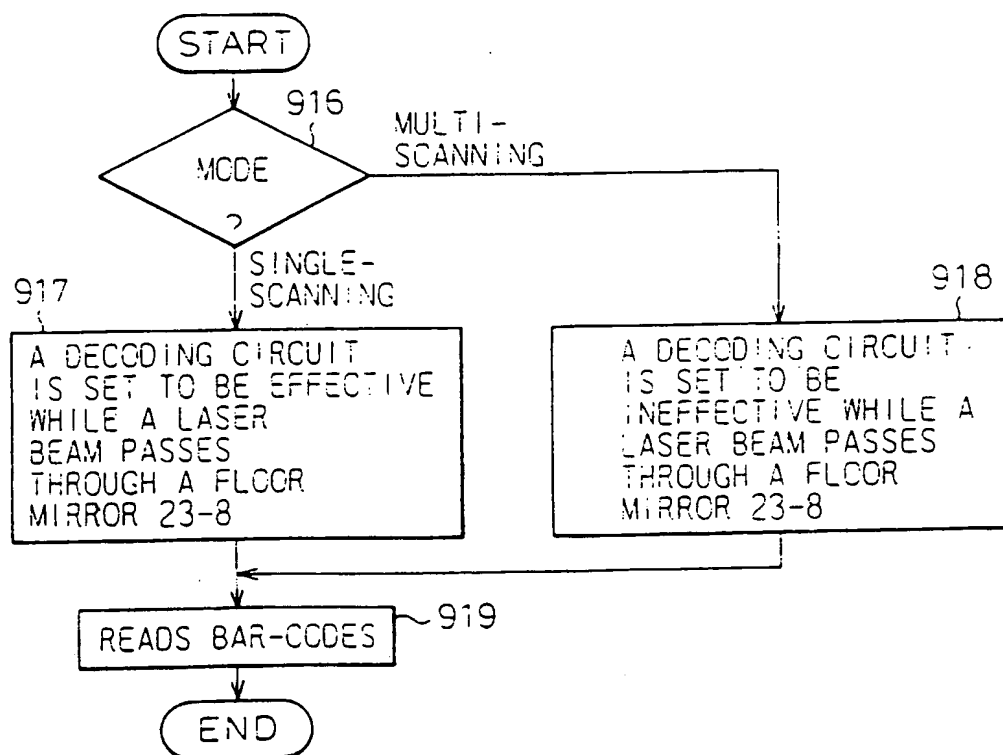 START
916
MODE
?
MULTI-
SCANNING
SINGLE-
SCANNING
917
A DECODING CIRCUIT
IS SET TO BE EFFECTIVE
WHILE A LASER
BEAM PASSES
THROUGH A FLOOR
MIRROR 23-8
918
A DECODING CIRCUIT
IS SET TO BE
INEFFECTIVE WHILE A
LASER BEAM PASSES
THROUGH A FLOOR
MIRROR 23-8
READS BAR-CODES
919
END